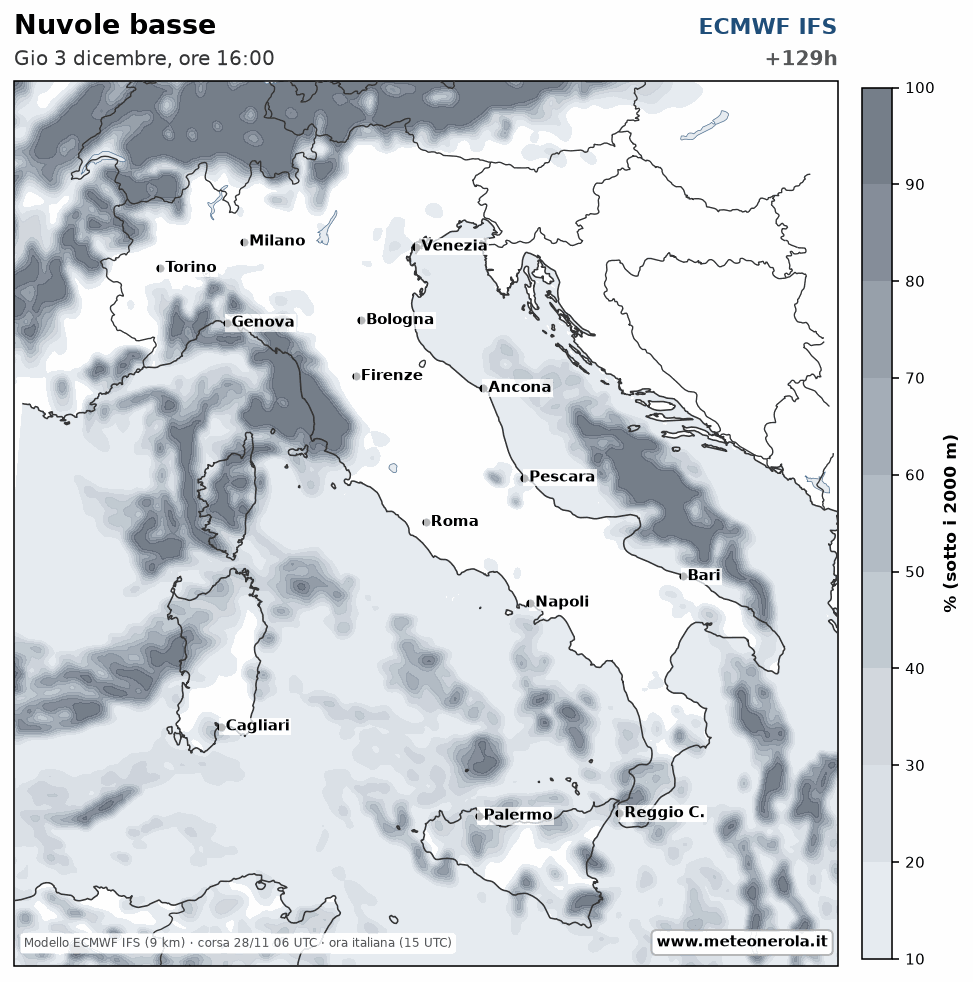 Nuvole basse
ECMWF IFS
Gio 3 dicembre, ore 16:00
+129h
Milano
Venezia
Torino
Genova
Bologna
Firenze
Ancona
Pescara
Roma
Bari
Napoli
Cagliari
Palermo
Reggio C.
100
90
80
70
60
50
40
30
20
10
% (sotto i 2000 m)
Modello ECMWF IFS (9 km) · corsa 28/11 06 UTC · ora italiana (15 UTC)
www.meteonerola.it